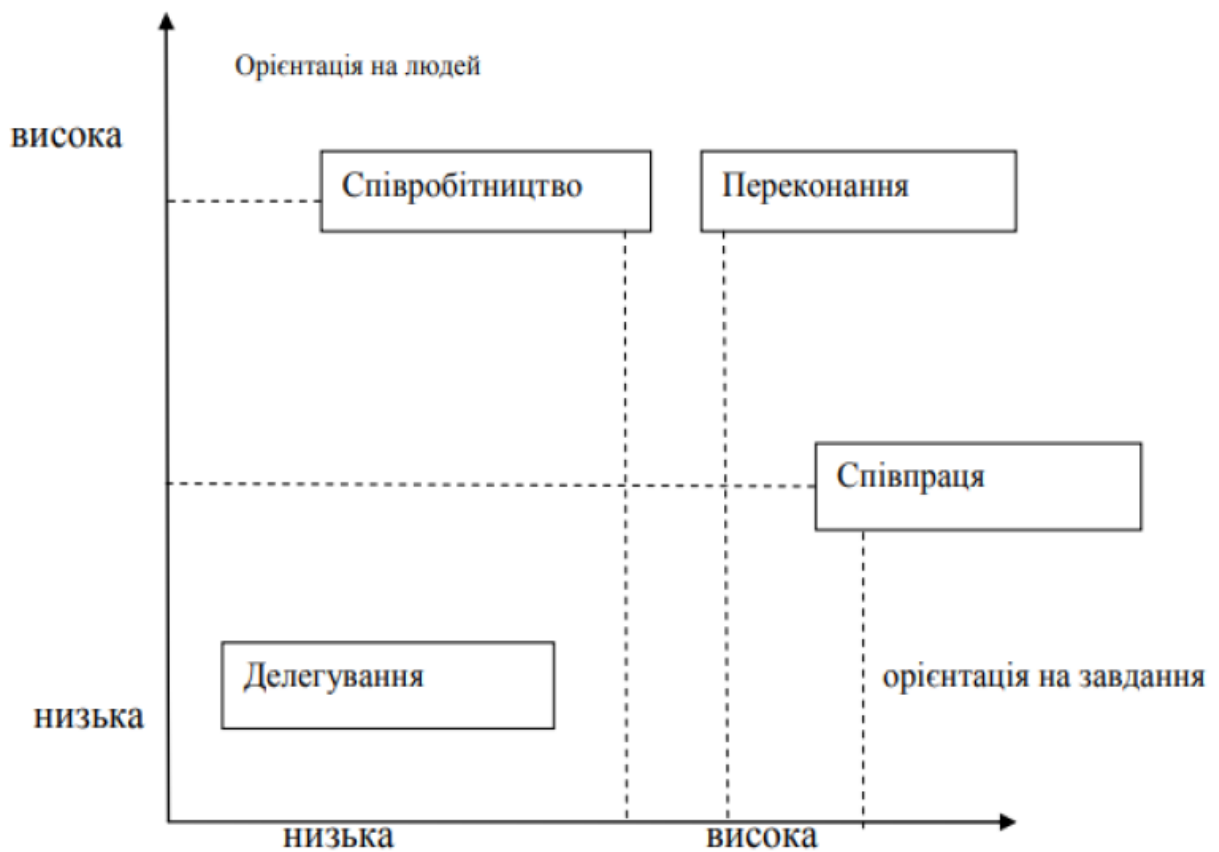 Орієнтація на людей
висока
Співробітництво
Переконання
Співпраця
Делегування
орієнтація на завдання
низька
низька
висока